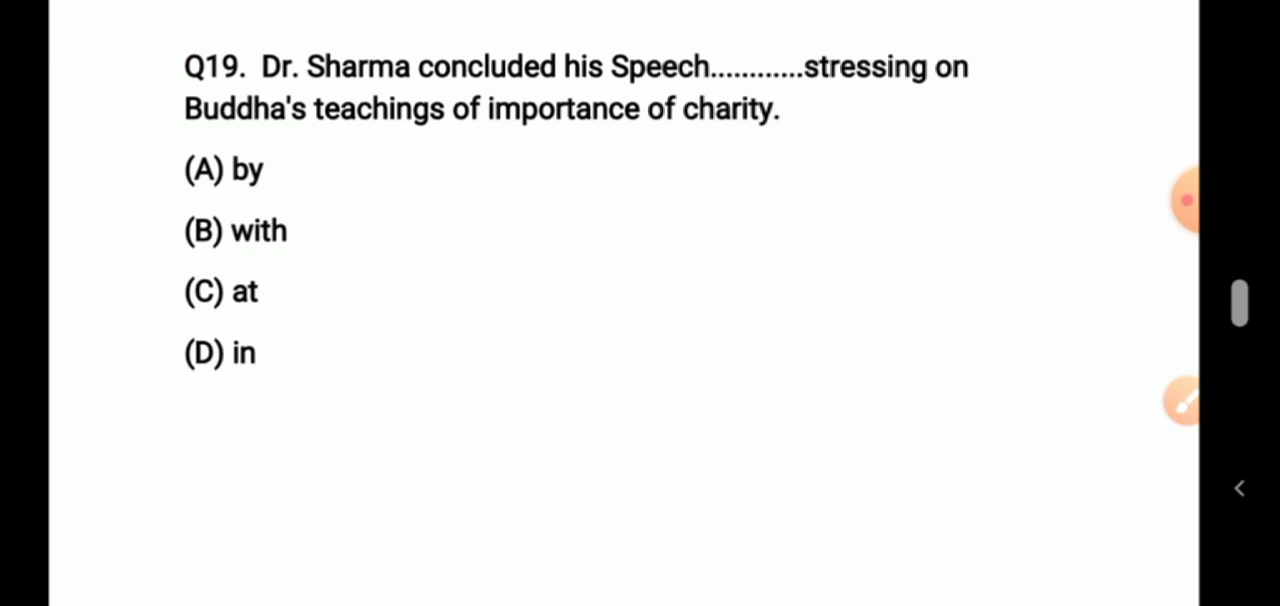 Q19. Dr. Sharma concluded his Speech............stressing on
Buddha's teachings of importance of charity.
(A) by
(B) with
(C) at
(D) in